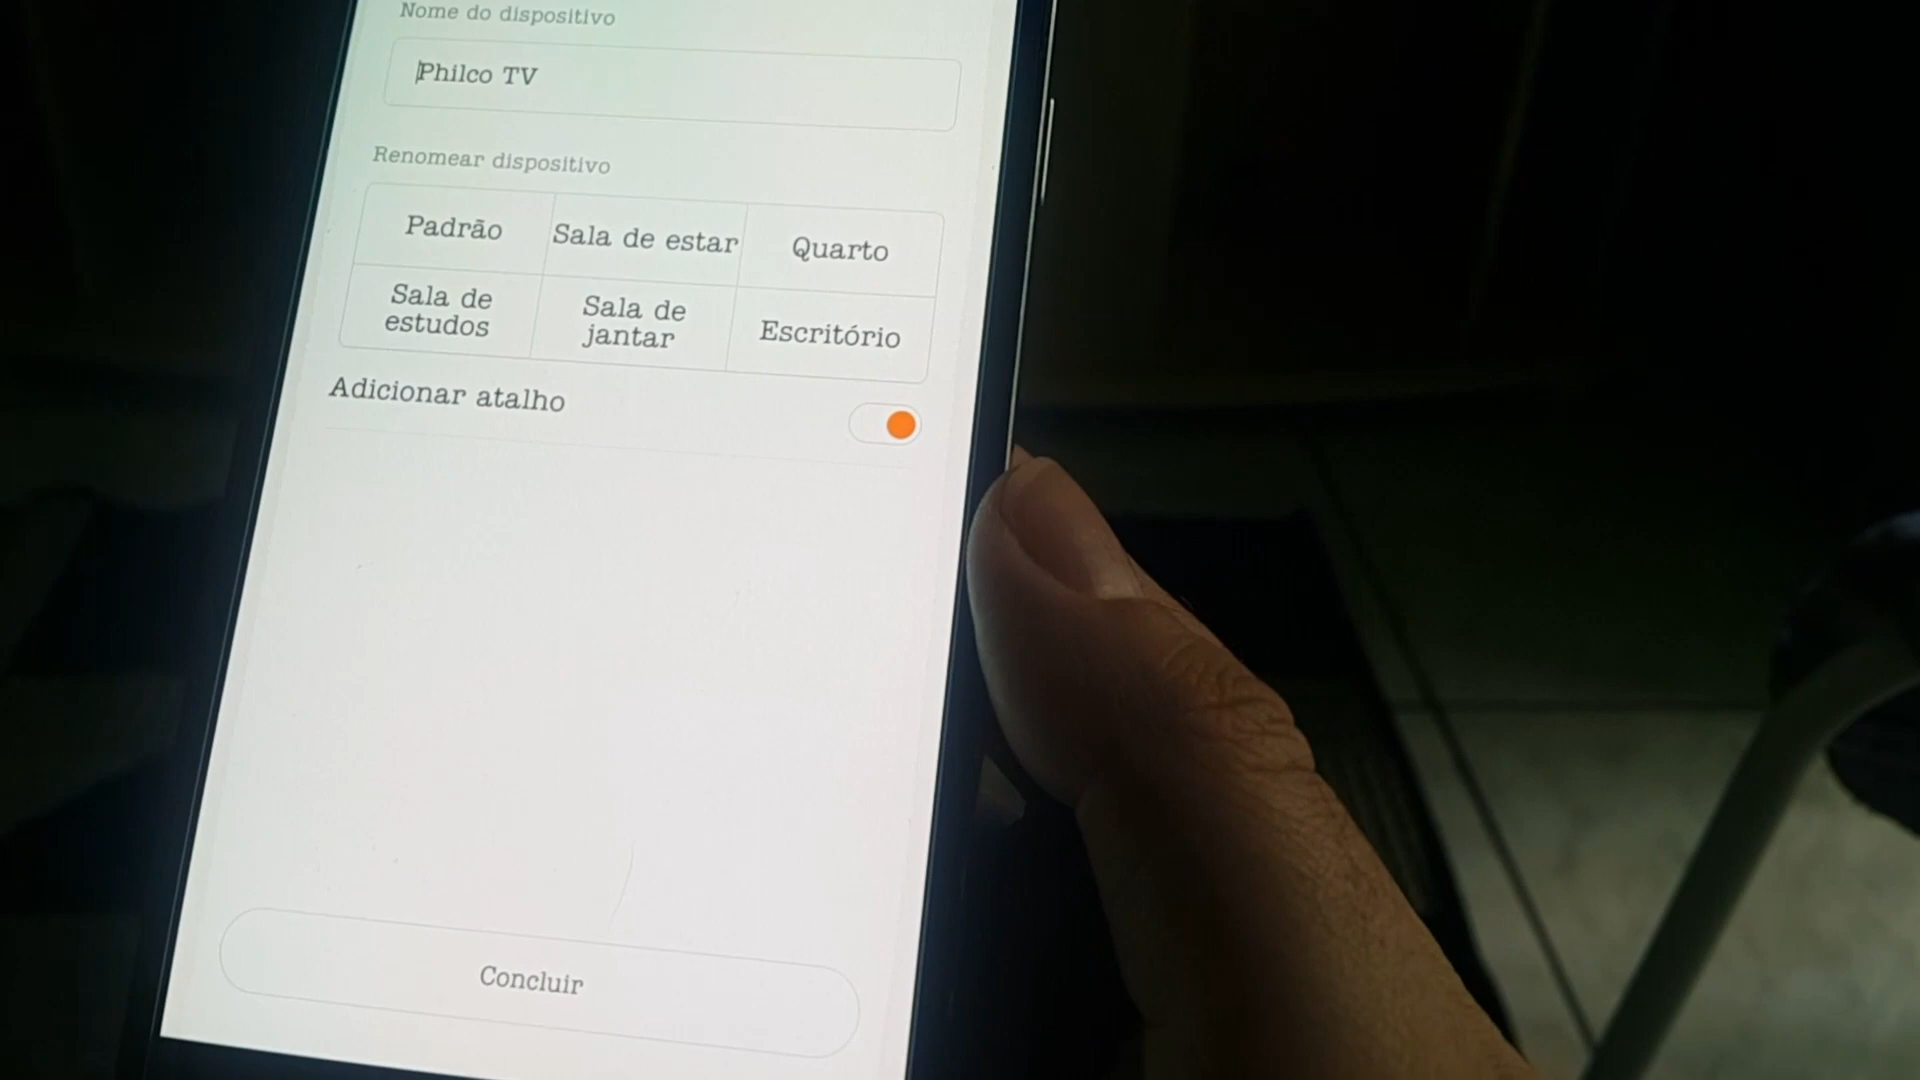 Nome do dispositivo
Philco TV
Renomear dispositivo
Padrão
Sala de estar
Quarto
Sala de
estudos
Sala de
jantar
Escritório
Adicionar atalho
Concluir